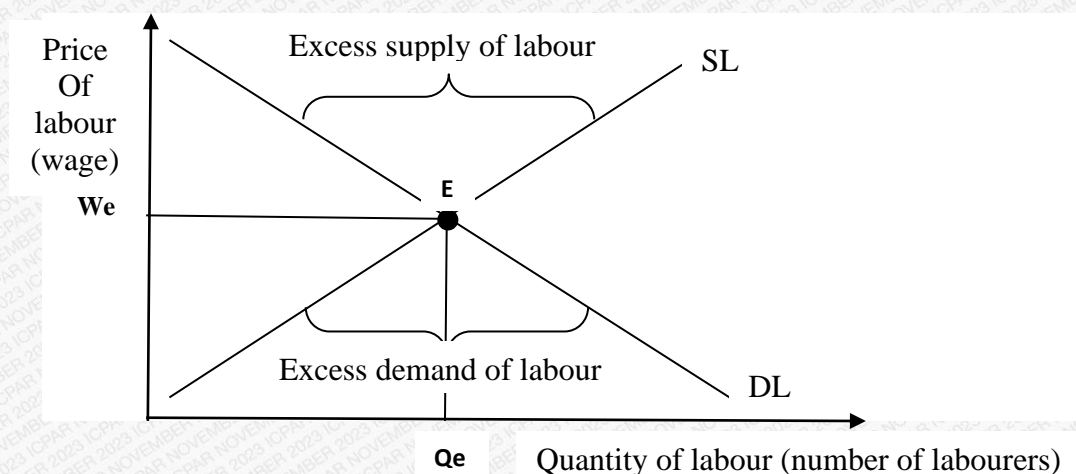 Price
Of
labour
(wage)
Excess supply of labour
SL
E
We
Excess demand of labour
DL
Qe
Quantity of labour (number of labourers)